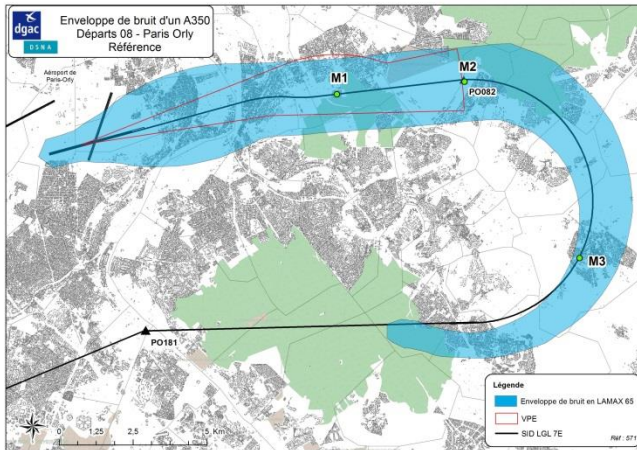 dgac
DSNA
Enveloppe de bruit d'un A350
Départs 08 - Paris Orly
Référence
Aéroport de
Paris-Orly
M1
M2
PO082
M3
PO181
0 1,25 2,5 5 Km
Légende
Enveloppe de bruit en LAMAX 65
VPE
SID LGL 7E
Réf : 571